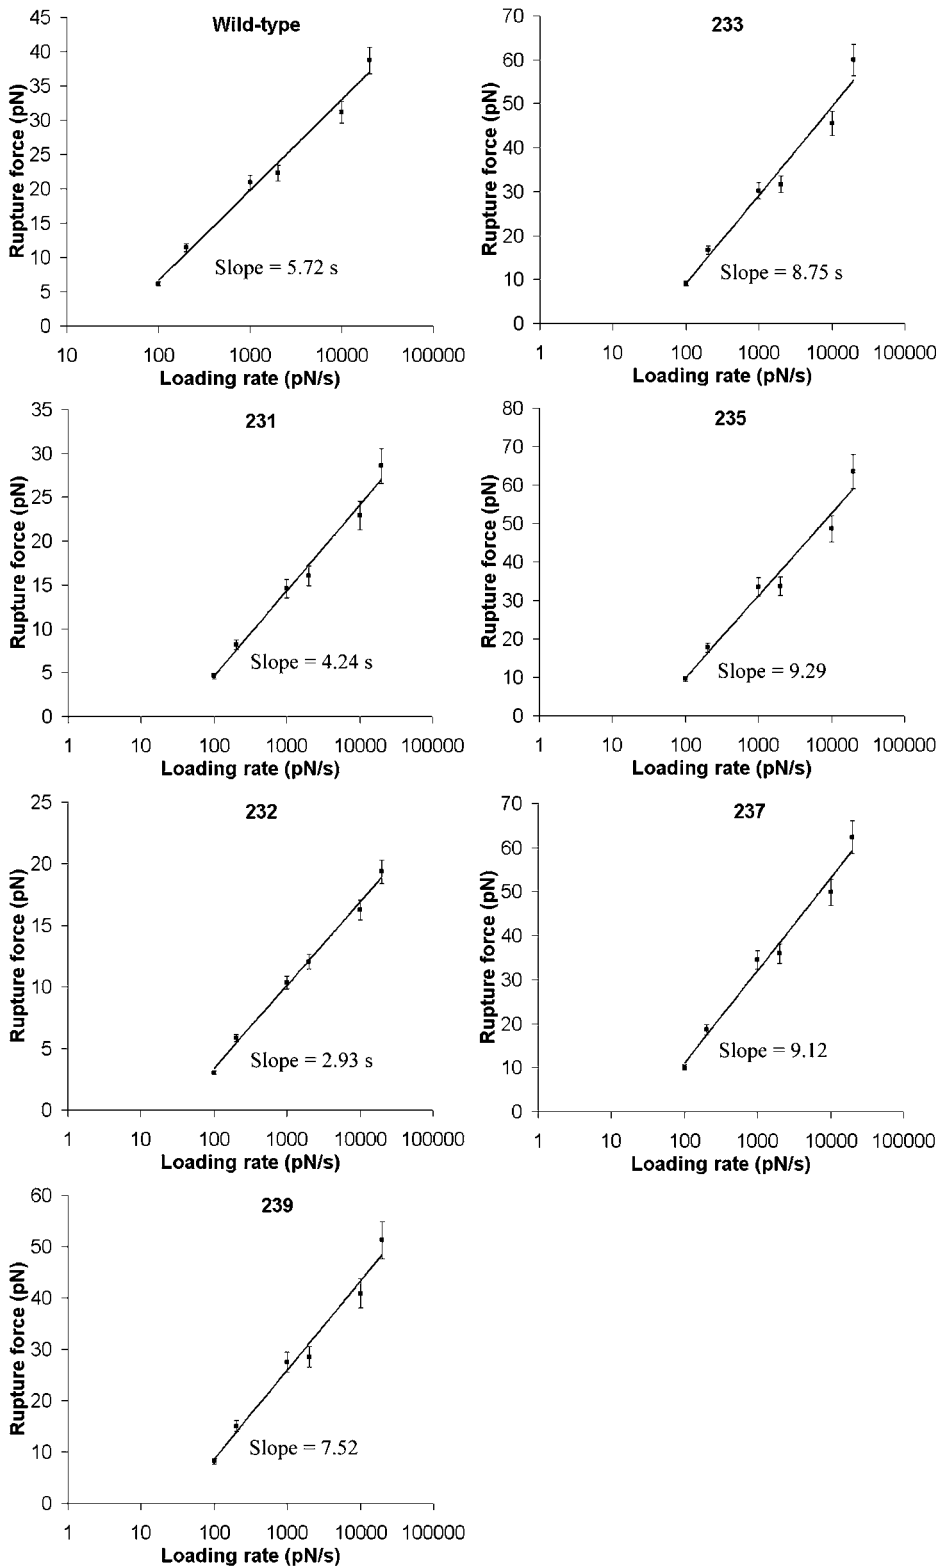 Wild-type
Rupture force (pN)
45
40
35
30
25
20
15
10
5
0
Slope = 5.72 s
10 100 1000 10000 100000
Loading rate (pN/s)
233
Rupture force (pN)
70
60
50
40
30
20
10
0
Slope = 8.75 s
1 10 100 1000 10000 100000
Loading rate (pN/s)
231
Rupture force (pN)
35
30
25
20
15
10
5
0
Slope = 4.24 s
1 10 100 1000 10000 100000
Loading rate (pN/s)
235
Rupture force (pN)
80
70
60
50
40
30
20
10
0
Slope = 9.29
1 10 100 1000 10000 100000
Loading rate (pN/s)
232
Rupture force (pN)
25
20
15
10
5
0
Slope = 2.93 s
1 10 100 1000 10000 100000
Loading rate (pN/s)
237
Rupture force (pN)
70
60
50
40
30
20
10
0
Slope = 9.12
1 10 100 1000 10000 100000
Loading rate (pN/s)
239
Rupture force (pN)
60
50
40
30
20
10
0
Slope = 7.52
1 10 100 1000 10000 100000
Loading rate (pN/s)